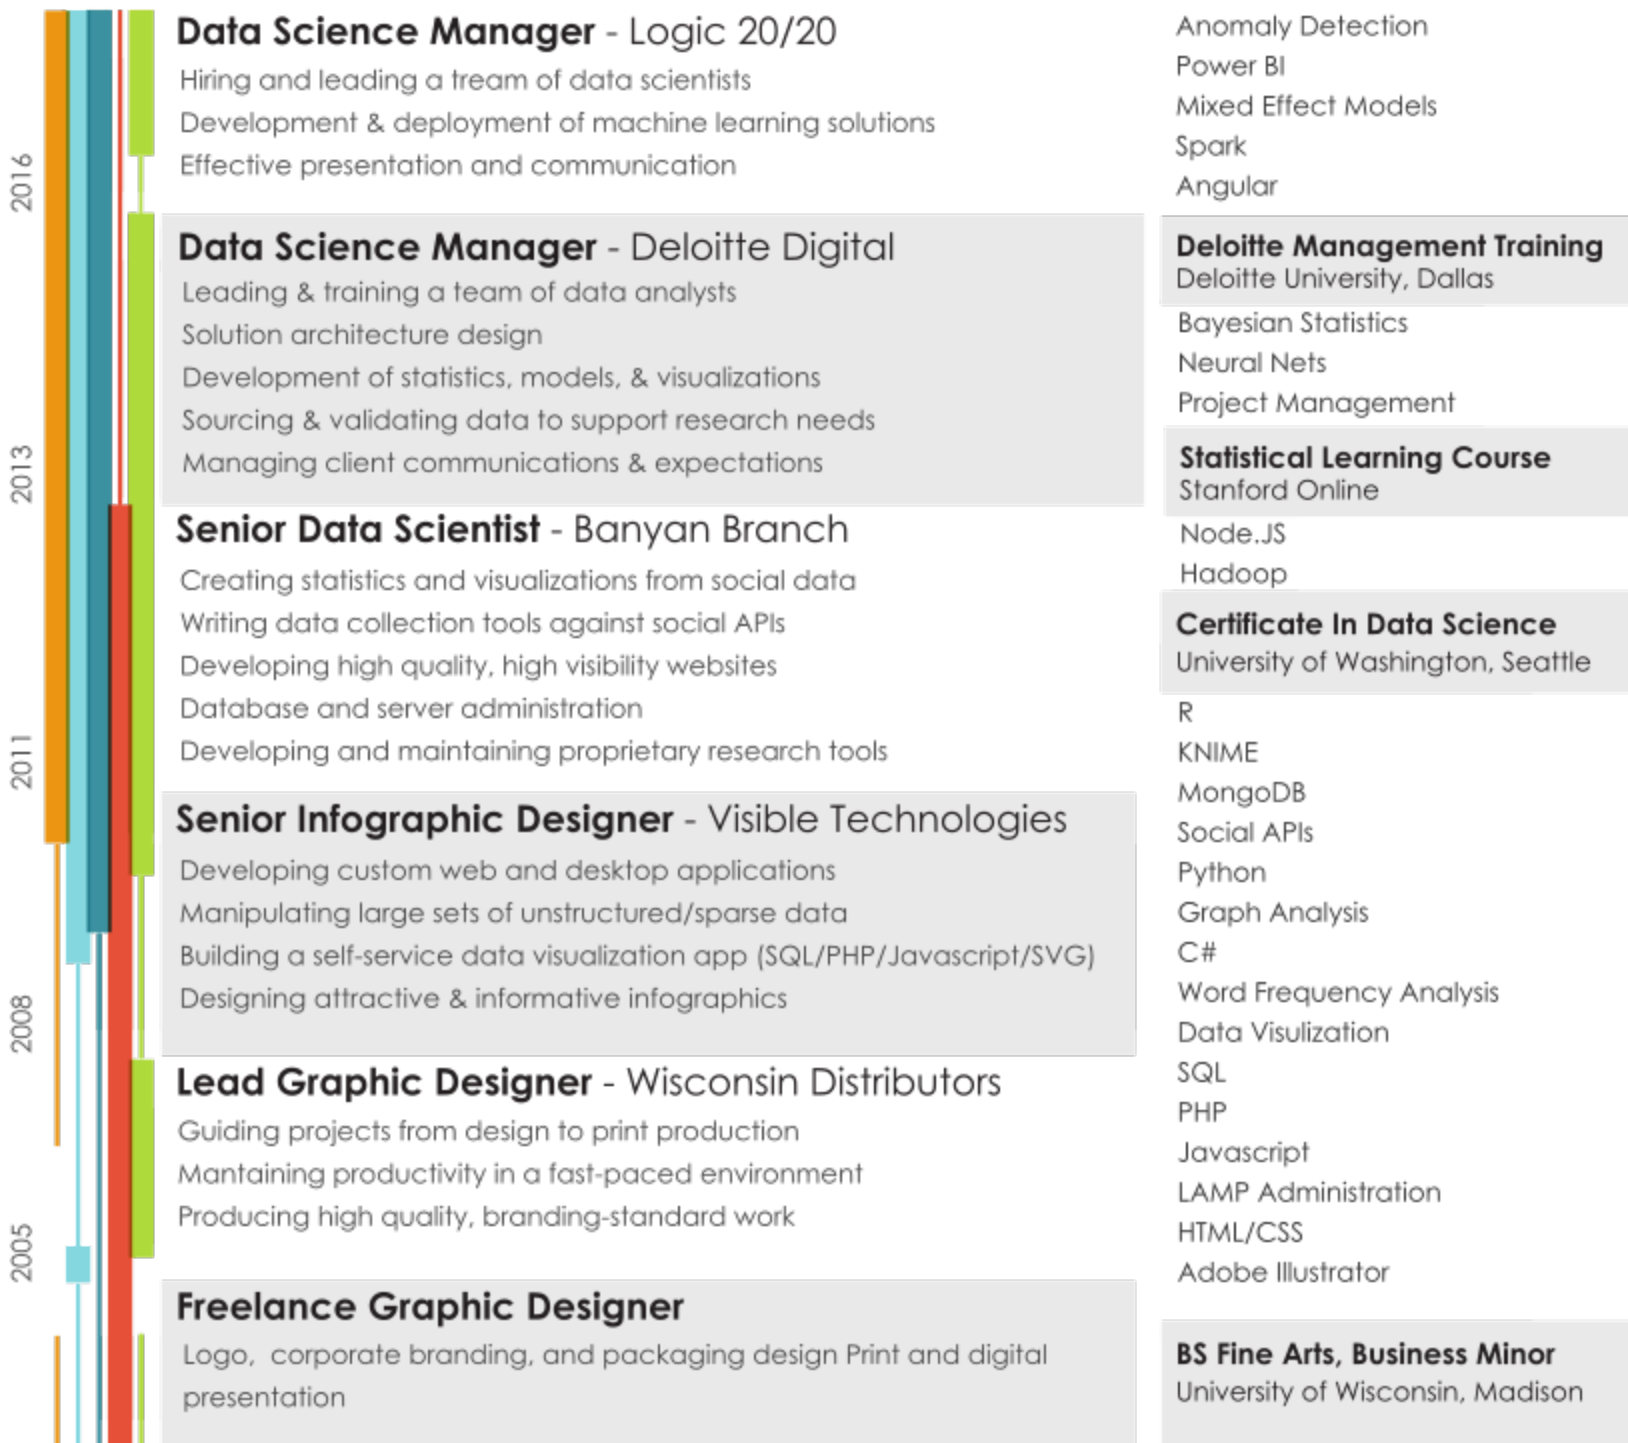 2016
2013
2011
2008
2005
Data Science Manager - Logic 20/20
Hiring and leading a tream of data scientists
Development & deployment of machine learning solutions
Effective presentation and communication
Data Science Manager - Deloitte Digital
Leading & training a team of data analysts
Solution architecture design
Development of statistics, models, & visualizations
Sourcing & validating data to support research needs
Managing client communications & expectations
Senior Data Scientist - Banyan Branch
Creating statistics and visualizations from social data
Writing data collection tools against social APIs
Developing high quality, high visibility websites
Database and server administration
Developing and maintaining proprietary research tools
Senior Infographic Designer - Visible Technologies
Developing custom web and desktop applications
Manipulating large sets of unstructured/sparse data
Building a self-service data visualization app (SQL/PHP/Javascript/SVG)
Designing attractive & informative infographics
Lead Graphic Designer - Wisconsin Distributors
Guiding projects from design to print production
Mantaining productivity in a fast-paced environment
Producing high quality, branding-standard work
Freelance Graphic Designer
Logo, corporate branding, and packaging design Print and digital
presentation
Anomaly Detection
Power BI
Mixed Effect Models
Spark
Angular
Deloitte Management Training
Deloitte University, Dallas
Bayesian Statistics
Neural Nets
Project Management
Statistical Learning Course
Stanford Online
Node.JS
Hadoop
Certificate In Data Science
University of Washington, Seattle
R
KNIME
MongoDB
Social APIs
Python
Graph Analysis
C#
Word Frequency Analysis
Data Visulization
SQL
PHP
Javascript
LAMP Administration
HTML/CSS
Adobe Illustrator
BS Fine Arts, Business Minor
University of Wisconsin, Madison